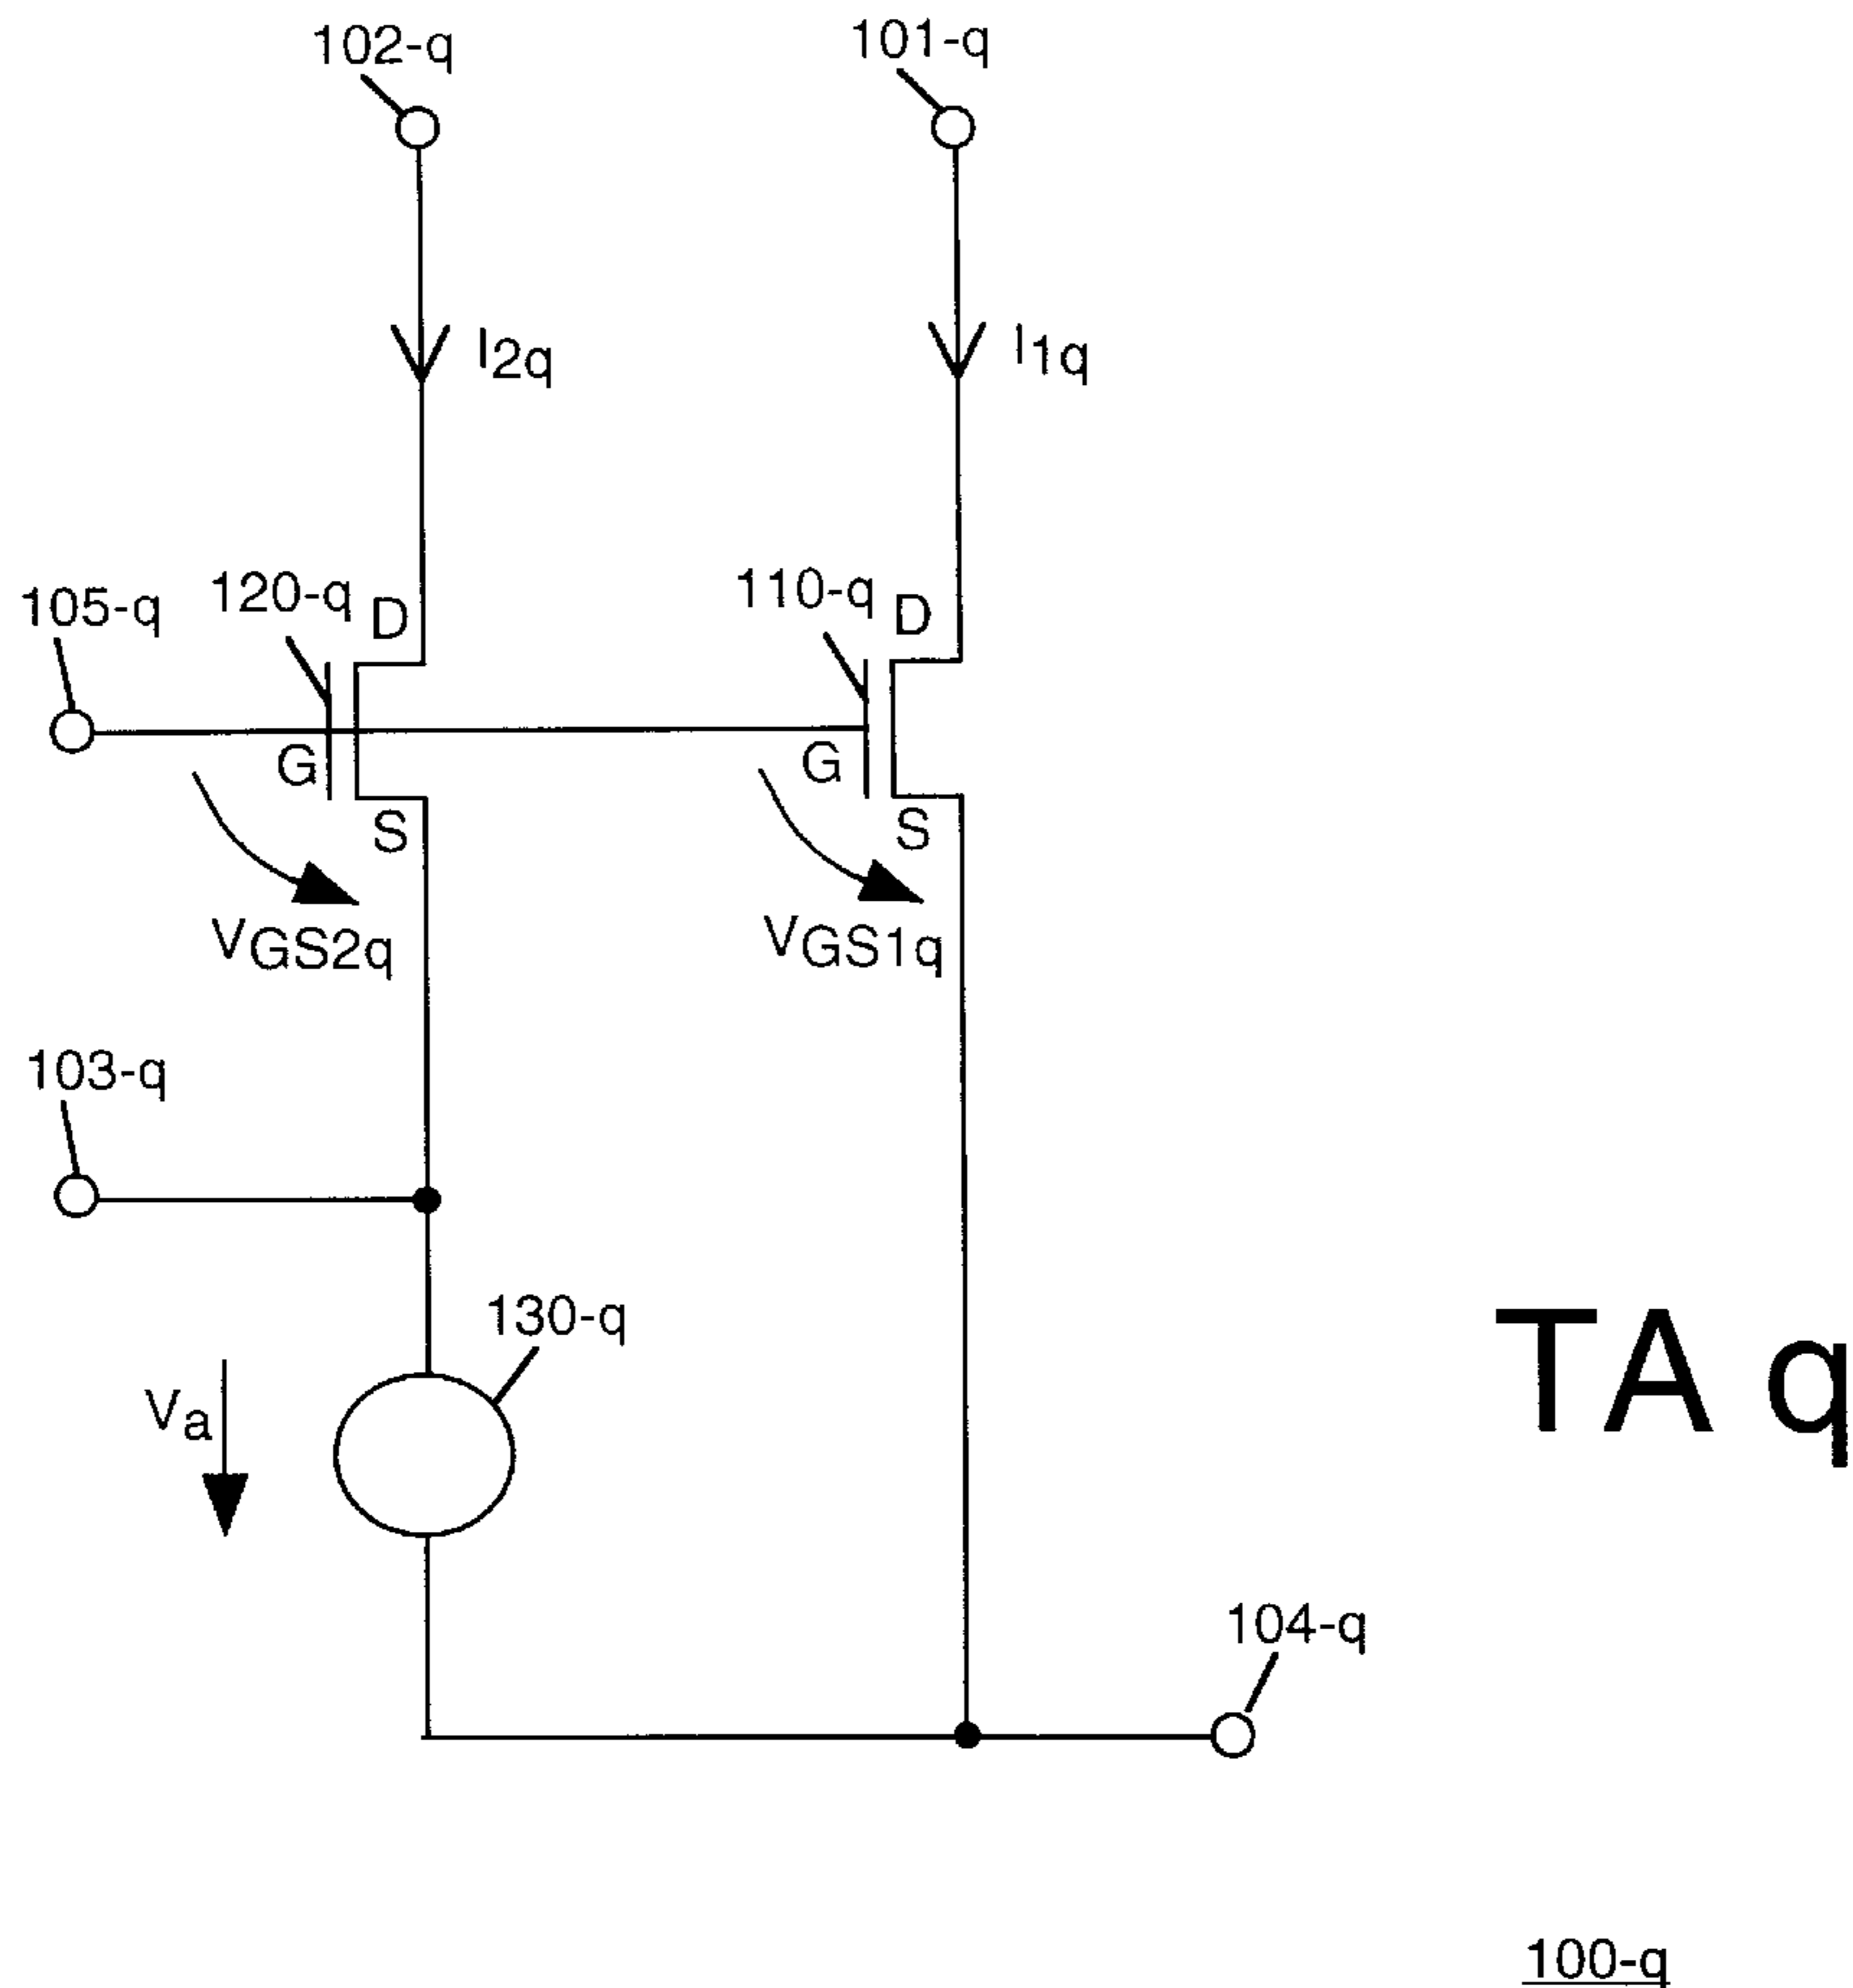 102-q 101-q
I2q I1q
105-q 120-q D 110-q D
G G
S S
VGS2q VGS1q
103-q
130-q
Va
TA q
104-q
100-q